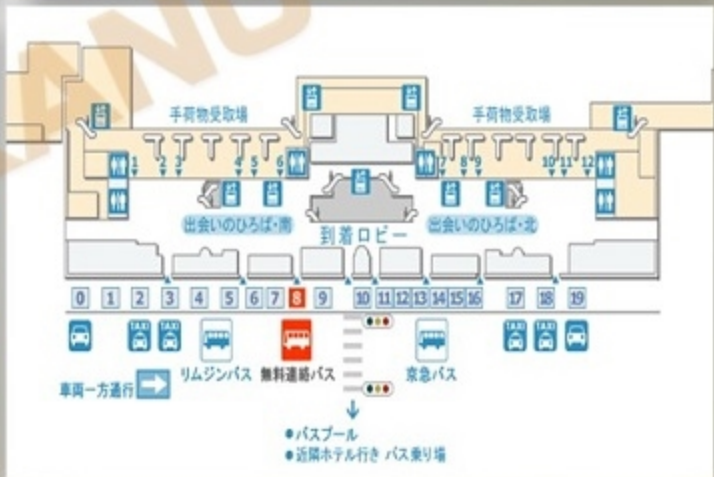 LAND
手荷物受取場 手荷物受取場
1 2 3 4 5 6 7 8 9 10 11 12
出会いのひろば・南 到着ロビー 出会いのひろば・北
0 1 2 3 4 5 6 7 8 9 10 11 12 13 14 15 16 17 18 19
TAXI TAXI TAXI TAXI
リムジンバス 無料連絡バス 京急バス
車両一方通行
●バスプール
●近隣ホテル行き バス乗り場